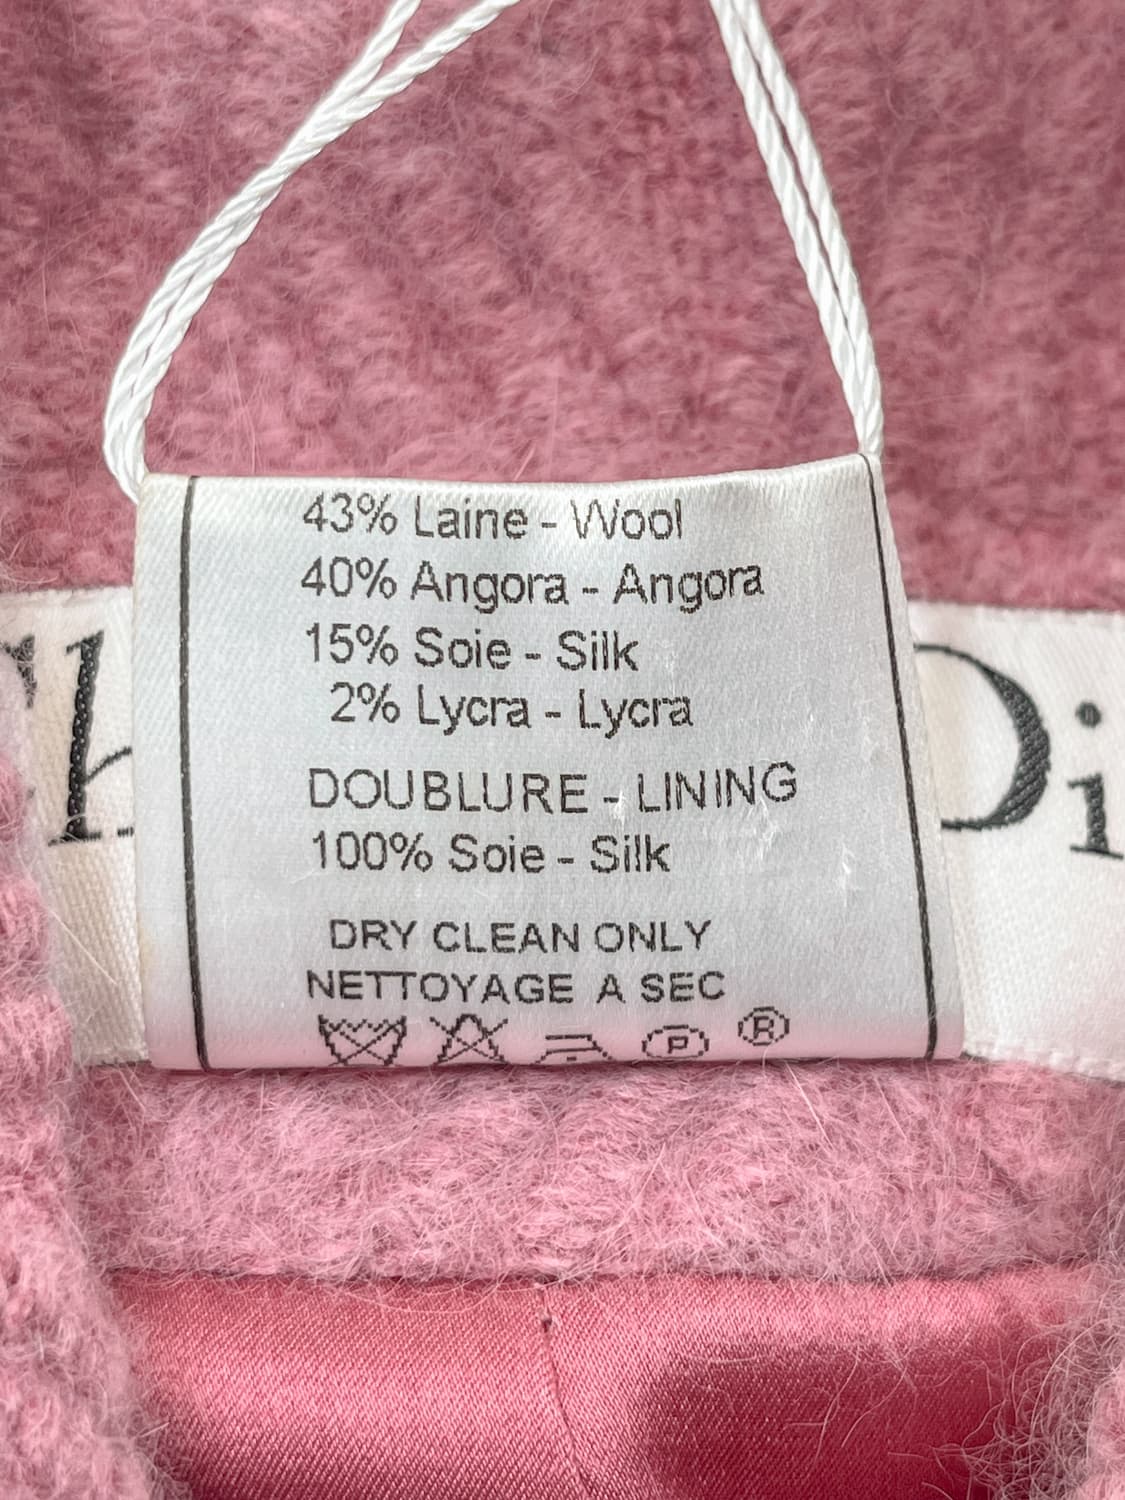 43% Laine - Wool
40% Angora - Angora
15% Soie - Silk
2% Lycra - Lycra
DOUBLURE - LINING
100% Soie - Silk
DRY CLEAN ONLY
NETTOYAGE A SEC
P ®